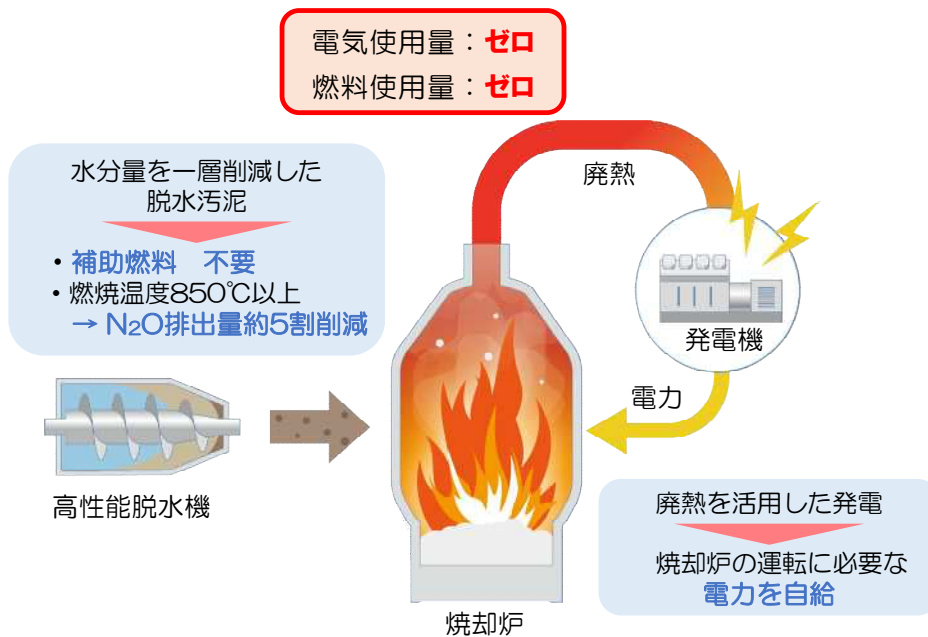 電気使用量：ゼロ
燃料使用量：ゼロ
廃熱
水分量を一層削減した
脱水汚泥
・補助燃料　不要
・燃焼温度850℃以上
→ N₂O排出量約5割削減
発電機
電力
高性能脱水機
廃熱を活用した発電
焼却炉の運転に必要な
電力を自給
焼却炉